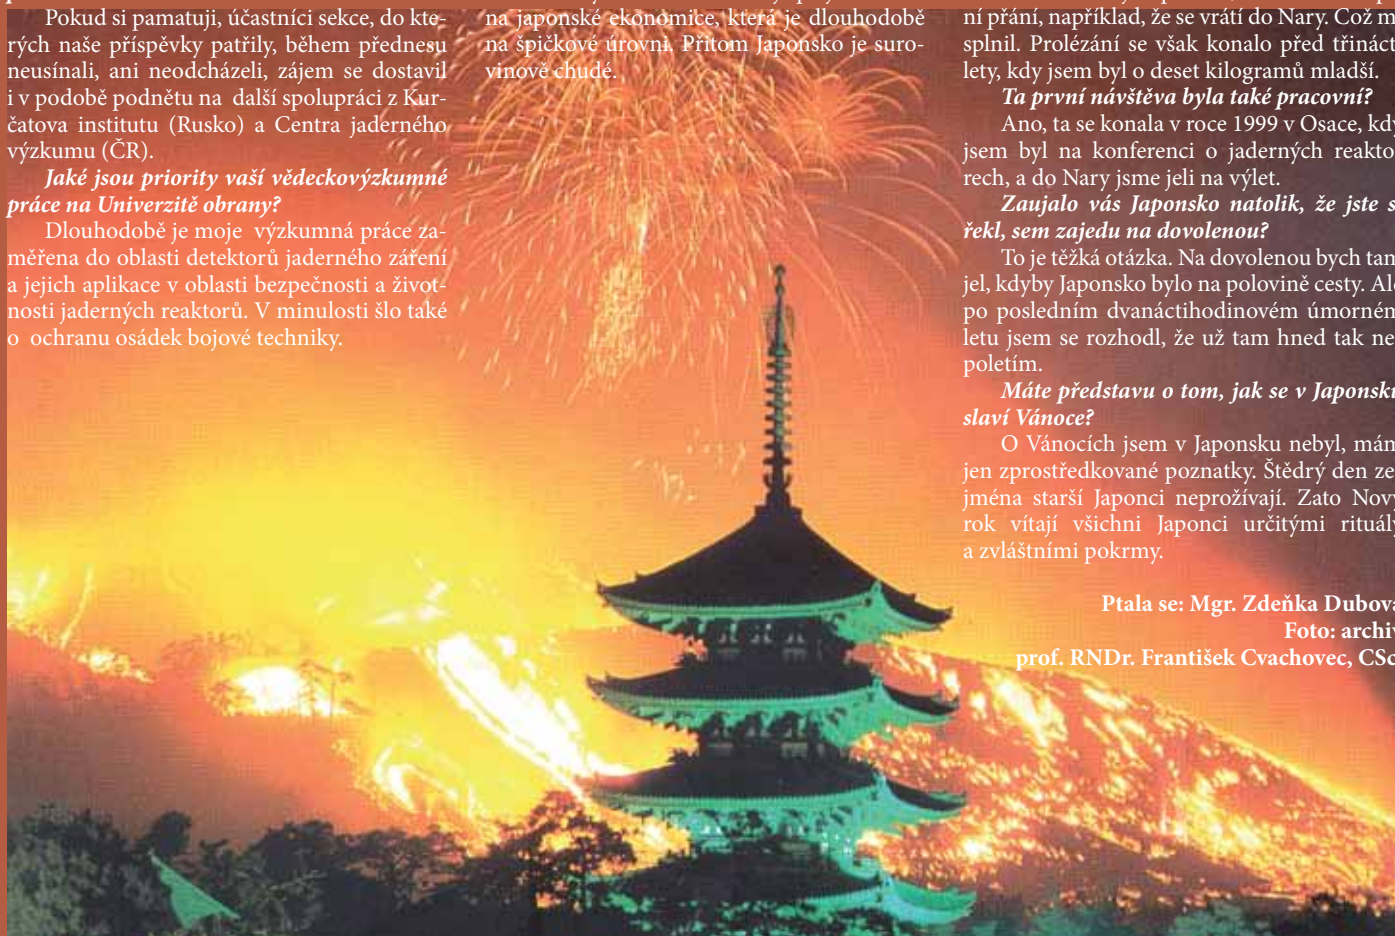 Pokud si pamatuji, účastníci sekce, do kte-
rých naše příspěvky patřily, během přednesu
neusínali, ani neodcházeli, zájem se dostavil
i v podobě podnětu na další spolupráci z Kur-
čatova institutu (Rusko) a Centra jaderného
výzkumu (ČR).
Jaké jsou priority vaší vědeckovýzkumné
práce na Univerzitě obrany?
Dlouhodobě je moje výzkumná práce za-
měřena do oblasti detektorů jaderného záření
a jejich aplikace v oblasti bezpečnosti a život-
nosti jaderných reaktorů. V minulosti šlo také
o ochranu osádek bojové techniky.
na japonské ekonomice, která je dlouhodobě
na špičkové úrovni. Přitom Japonsko je suro-
vinově chudé.
ní přání, například, že se vrátí do Nary. Což m
splnil. Prolézání se však konalo před třináct
lety, kdy jsem byl o deset kilogramů mladší.
Ta první návštěva byla také pracovní?
Ano, ta se konala v roce 1999 v Osace, kdy
jsem byl na konferenci o jaderných reakto
rech, a do Nary jsme jeli na výlet.
Zaujalo vás Japonsko natolik, že jste s
řekl, sem zajedu na dovolenou?
To je těžká otázka. Na dovolenou bych tam
jel, kdyby Japonsko bylo na polovině cesty. Ale
po posledním dvanáctihodinovém úmorném
letu jsem se rozhodl, že už tam hned tak ne
poletím.
Máte představu o tom, jak se v Japonsku
slaví Vánoce?
O Vánocích jsem v Japonsku nebyl, mám
jen zprostředkované poznatky. Štědrý den ze
jména starší Japonci neprožívají. Zato Nový
rok vítají všichni Japonci určitými rituály
a zvláštními pokrmy.
Ptala se: Mgr. Zdeňka Dubová
Foto: archiv
prof. RNDr. František Cvachovec, CSc